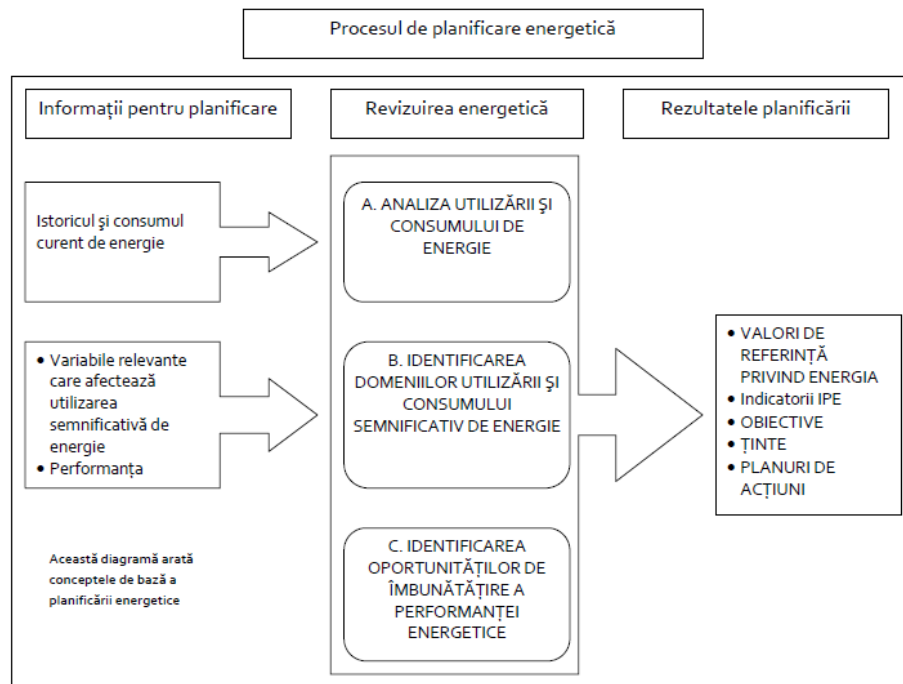 Procesul de planificare energetică
Informații pentru planificare
Revizuirea energetică
Rezultatele planificării
Istoricul și consumul
curent de energie
A. ANALIZA UTILIZĂRII ŞI
CONSUMULUI DE
ENERGIE
• Variabile relevante
care afectează
utilizarea
semnificativă de
energie
• Performanța
B. IDENTIFICAREA
DOMENIILOR UTILIZĂRII ŞI
CONSUMULUI
SEMNIFICATIV DE ENERGIE
• VALORI DE
REFERINȚĂ
PRIVIND ENERGIA
• Indicatorii IPE
• OBIECTIVE
• ȚINTE
• PLANURI DE
ACȚIUNI
Această diagramă arată
conceptele de bază a
planificării energetice
C. IDENTIFICAREA
OPORTUNITĂȚILOR DE
ÎMBUNĂTĂȚIRE A
PERFORMANȚEI
ENERGETICE